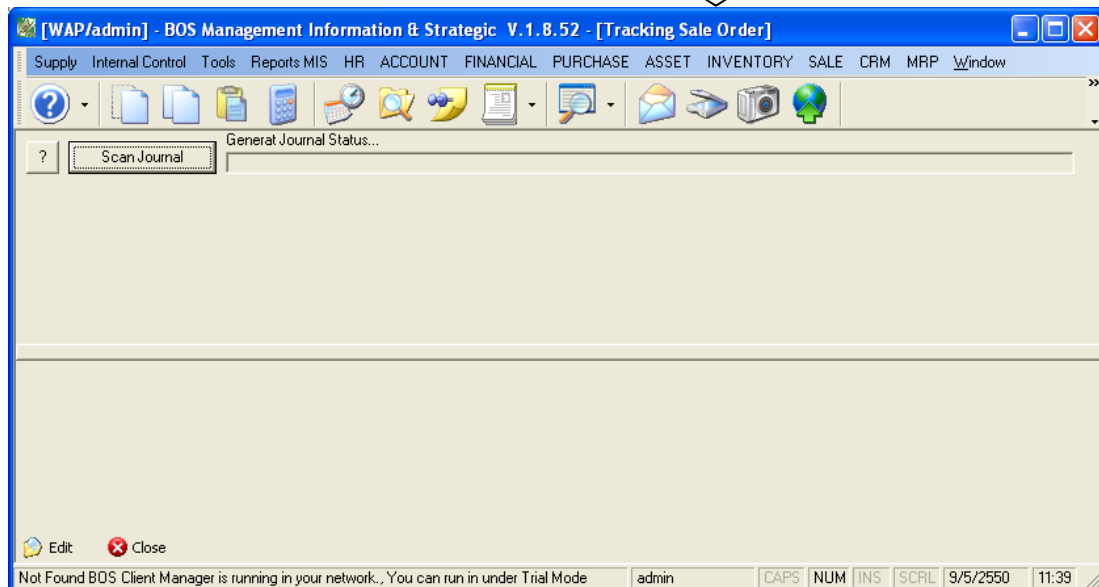 [WAP/admin] - BOS Management Information & Strategic V.1.8.52 - [Tracking Sale Order]
Supply Internal Control Tools Reports MIS HR ACCOUNT FINANCIAL PURCHASE ASSET INVENTORY SALE CRM MRP Window
Generat Journal Status...
? Scan Journal
Edit Close
Not Found BOS Client Manager is running in your network., You can run in under Trial Mode admin CAPS NUM INS SCRL 9/5/2550 11:39